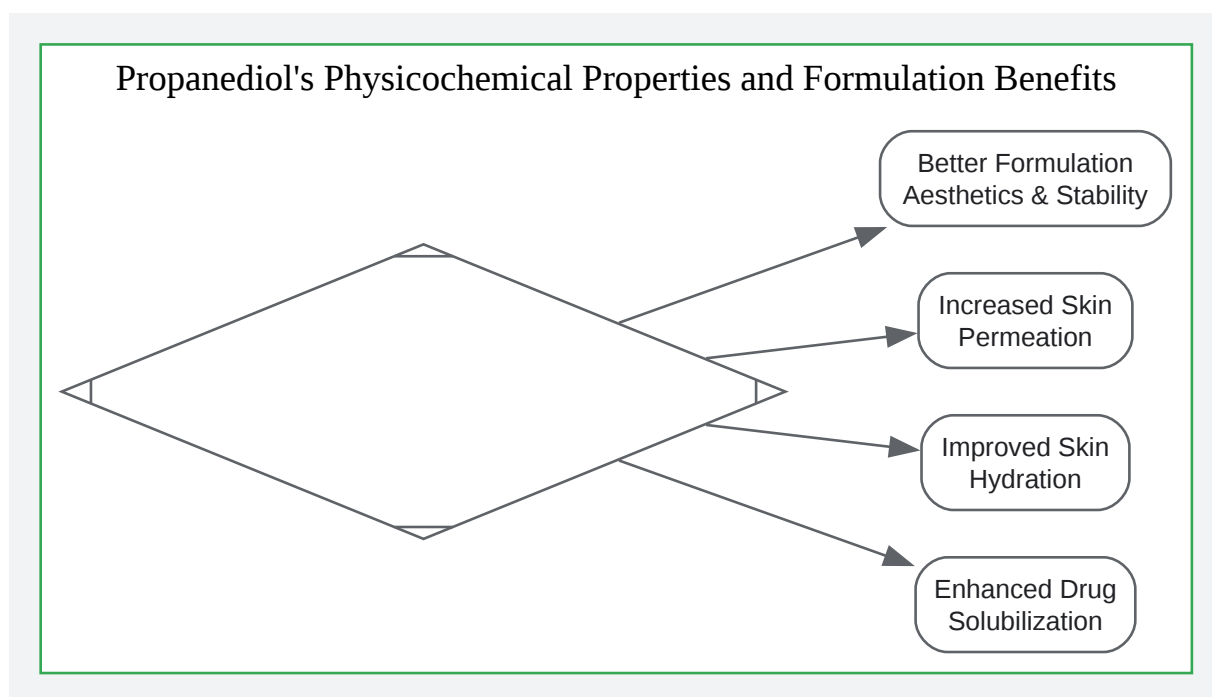 Propanediol's Physicochemical Properties and Formulation Benefits
Better Formulation
Aesthetics & Stability
Increased Skin
Permeation
Improved Skin
Hydration
Enhanced Drug
Solubilization